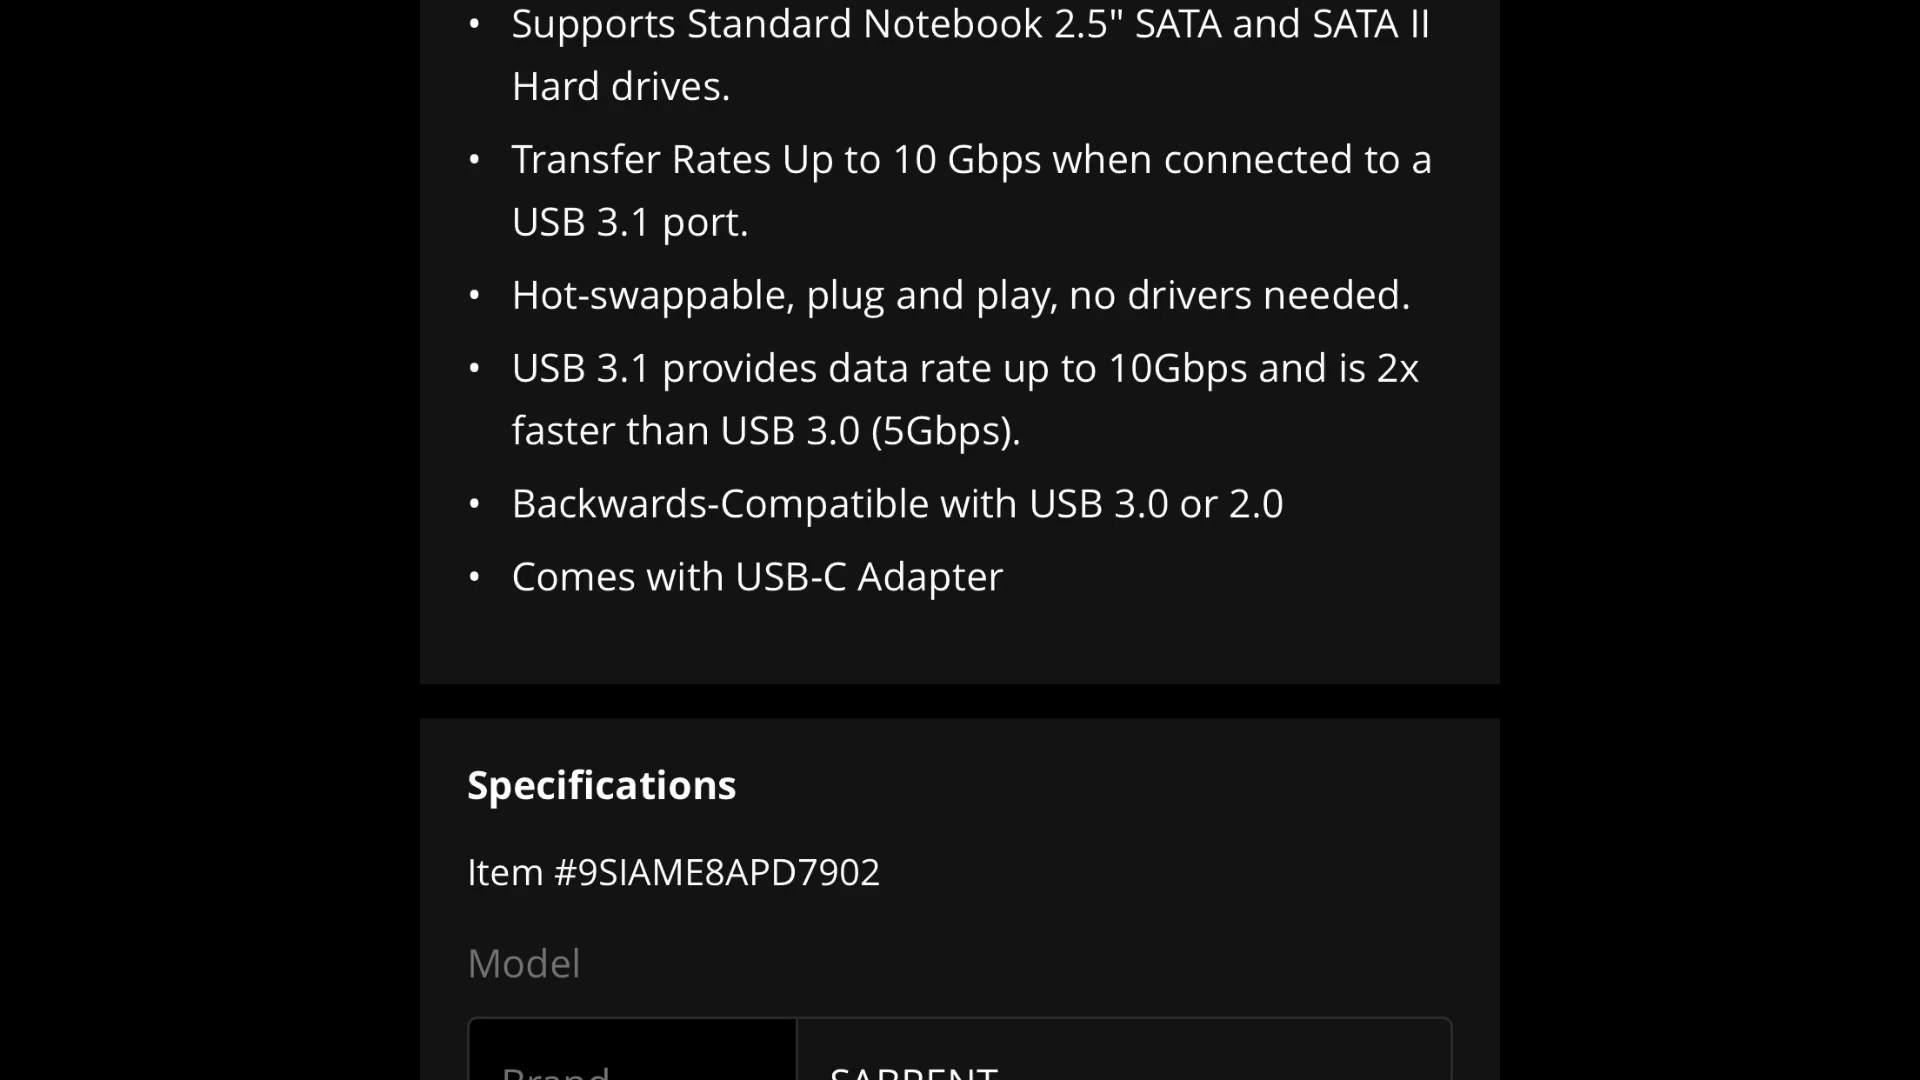 • Supports Standard Notebook 2.5" SATA and SATA II
Hard drives.
• Transfer Rates Up to 10 Gbps when connected to a
USB 3.1 port.
• Hot-swappable, plug and play, no drivers needed.
• USB 3.1 provides data rate up to 10Gbps and is 2x
faster than USB 3.0 (5Gbps).
• Backwards-Compatible with USB 3.0 or 2.0
• Comes with USB-C Adapter
Specifications
Item #9SIAME8APD7902
Model
Brand SABRENT